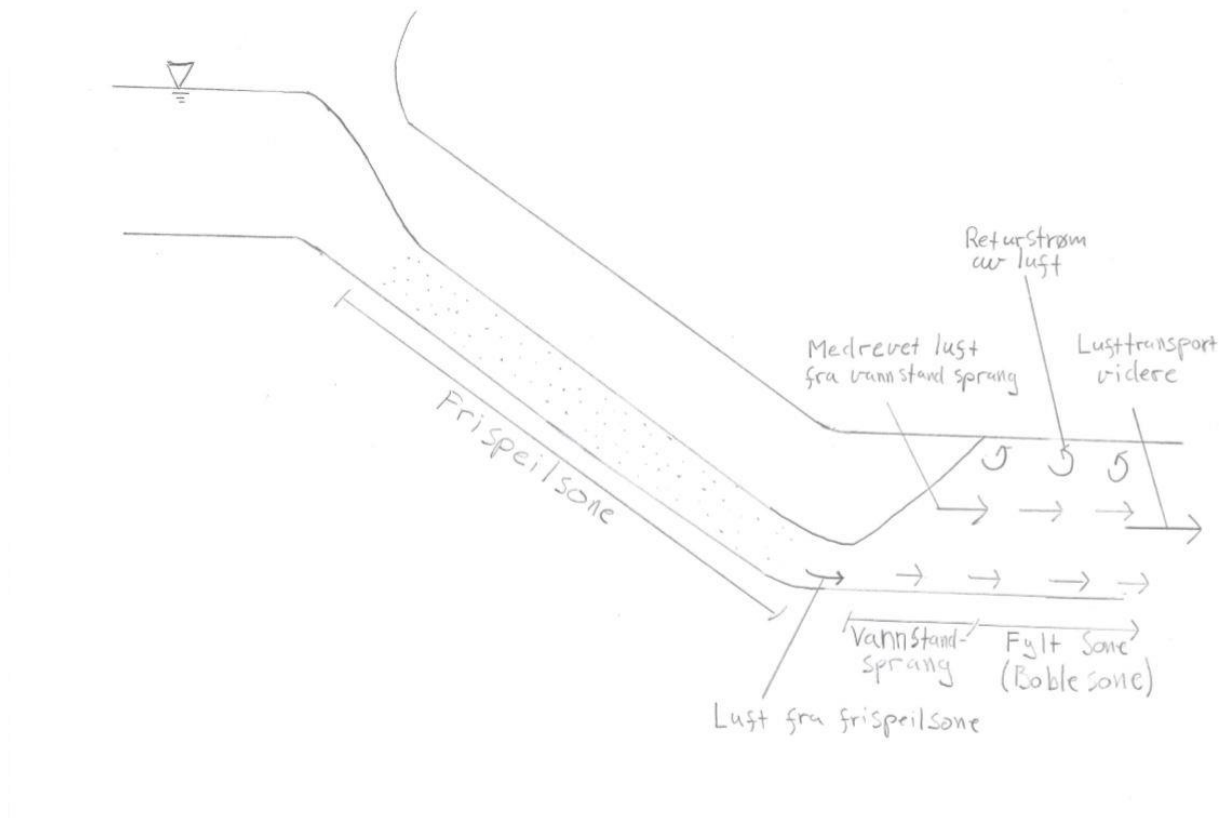 Returstrøm
av luft
Medrevet luft
fra vannstand sprang
Lufttransport
videre
Frispeilsone
Vannstand-
sprang
Fylt Sone
(Boble sone)
Luft fra frispeilsone